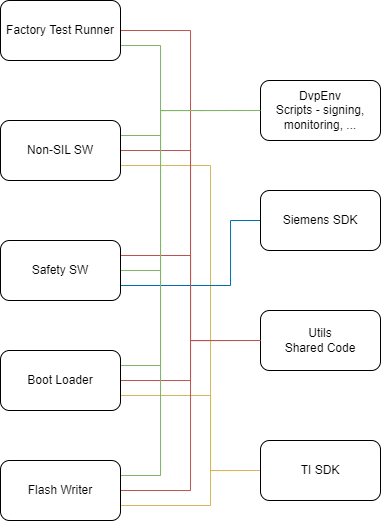 Factory Test Runner
DvpEnv
Scripts - signing,
monitoring, ...
Non-SIL SW
Siemens SDK
Safety SW
Utils
Shared Code
Boot Loader
TI SDK
Flash Writer